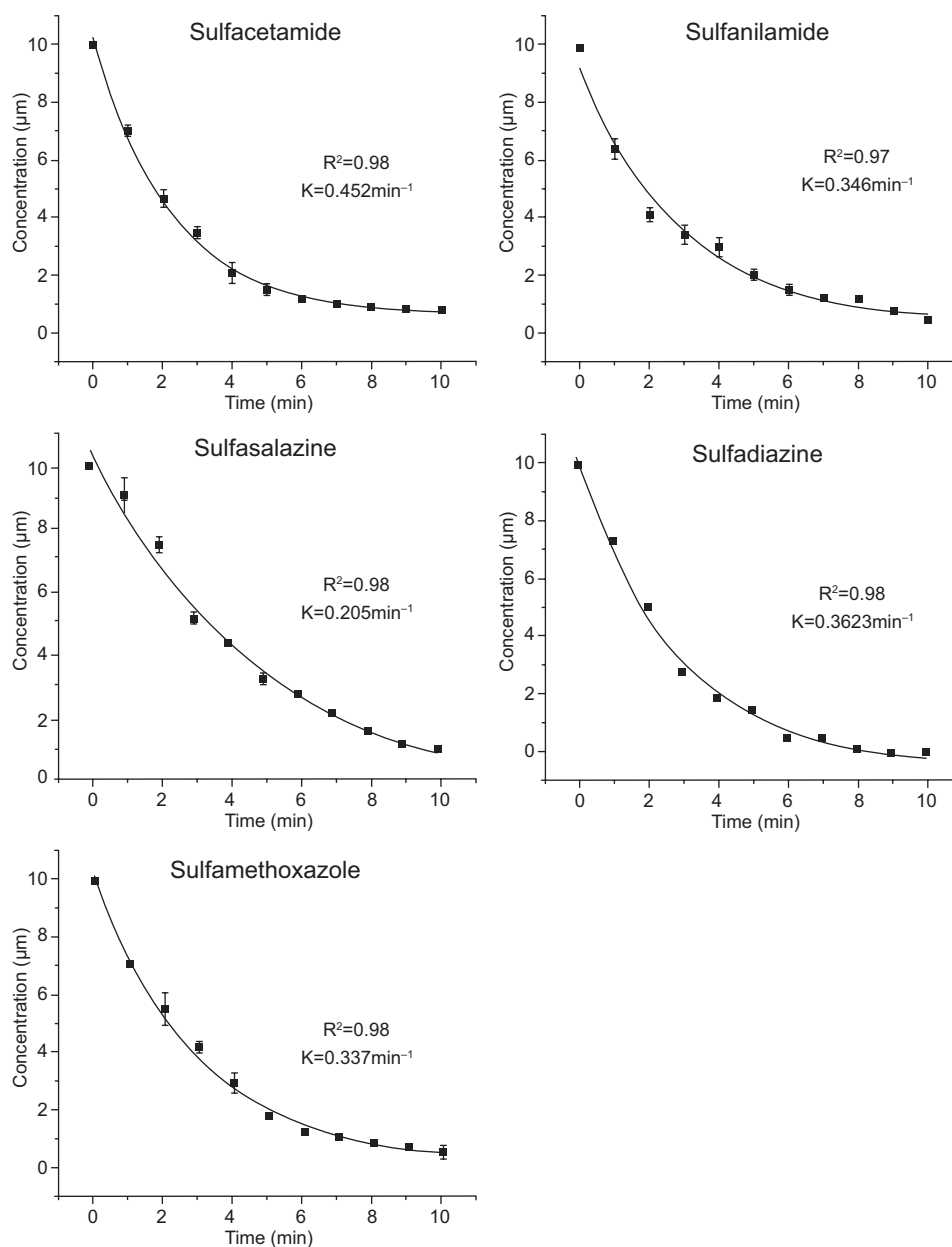 Sulfacetamide
10
8
6
4
2
0
Concentration (μm)
R²=0.98
K=0.452min⁻¹
0 2 4 6 8 10
Time (min)
Sulfanilamide
10
8
6
4
2
0
Concentration (μm)
R²=0.97
K=0.346min⁻¹
0 2 4 6 8 10
Time (min)
Sulfasalazine
10
8
6
4
2
0
Concentration (μm)
R²=0.98
K=0.205min⁻¹
0 2 4 6 8 10
Time (min)
Sulfadiazine
10
8
6
4
2
0
Concentration (μm)
R²=0.98
K=0.3623min⁻¹
0 2 4 6 8 10
Time (min)
Sulfamethoxazole
10
8
6
4
2
0
Concentration (μm)
R²=0.98
K=0.337min⁻¹
0 2 4 6 8 10
Time (min)